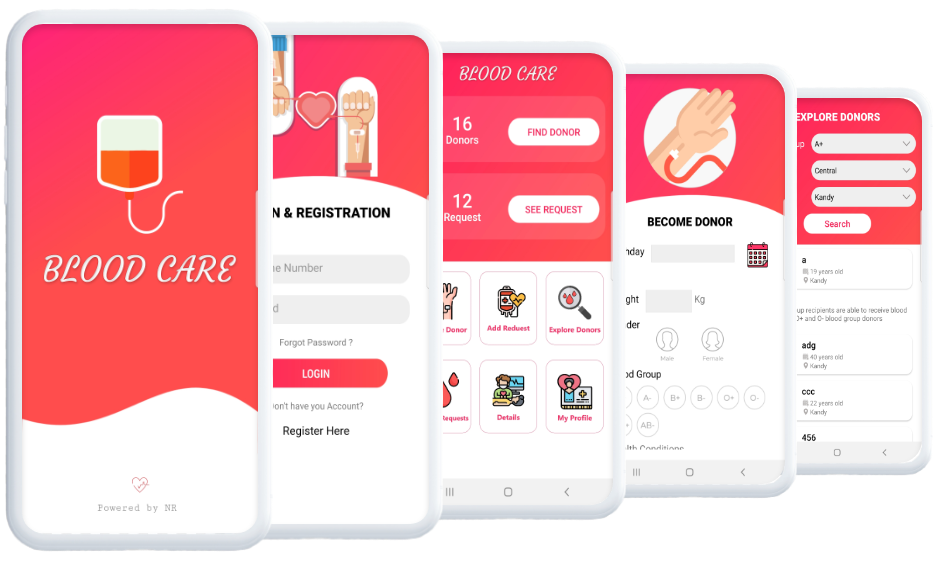 BLOOD CARE
Powered by NR
N & REGISTRATION
ne Number
d
Forgot Password ?
LOGIN
Don't have you Account?
Register Here
BLOOD CARE
16
Donors
FIND DONOR
12
Request
SEE REQUEST
Donor
Add Reduest
Explore Donors
Requests
Details
My Profile
BECOME DONOR
nday
ght
Kg
der
Male
Female
od Group
A-
B+
B-
O+
O-
+
AB-
lth Conditions
EXPLORE DONORS
up
A+
Central
Kandy
Search
a
19 years old
Kandy
up recipients are able to receive blood
O+ and O- blood group donors
adg
40 years old
Kandy
ccc
22 years old
Kandy
456